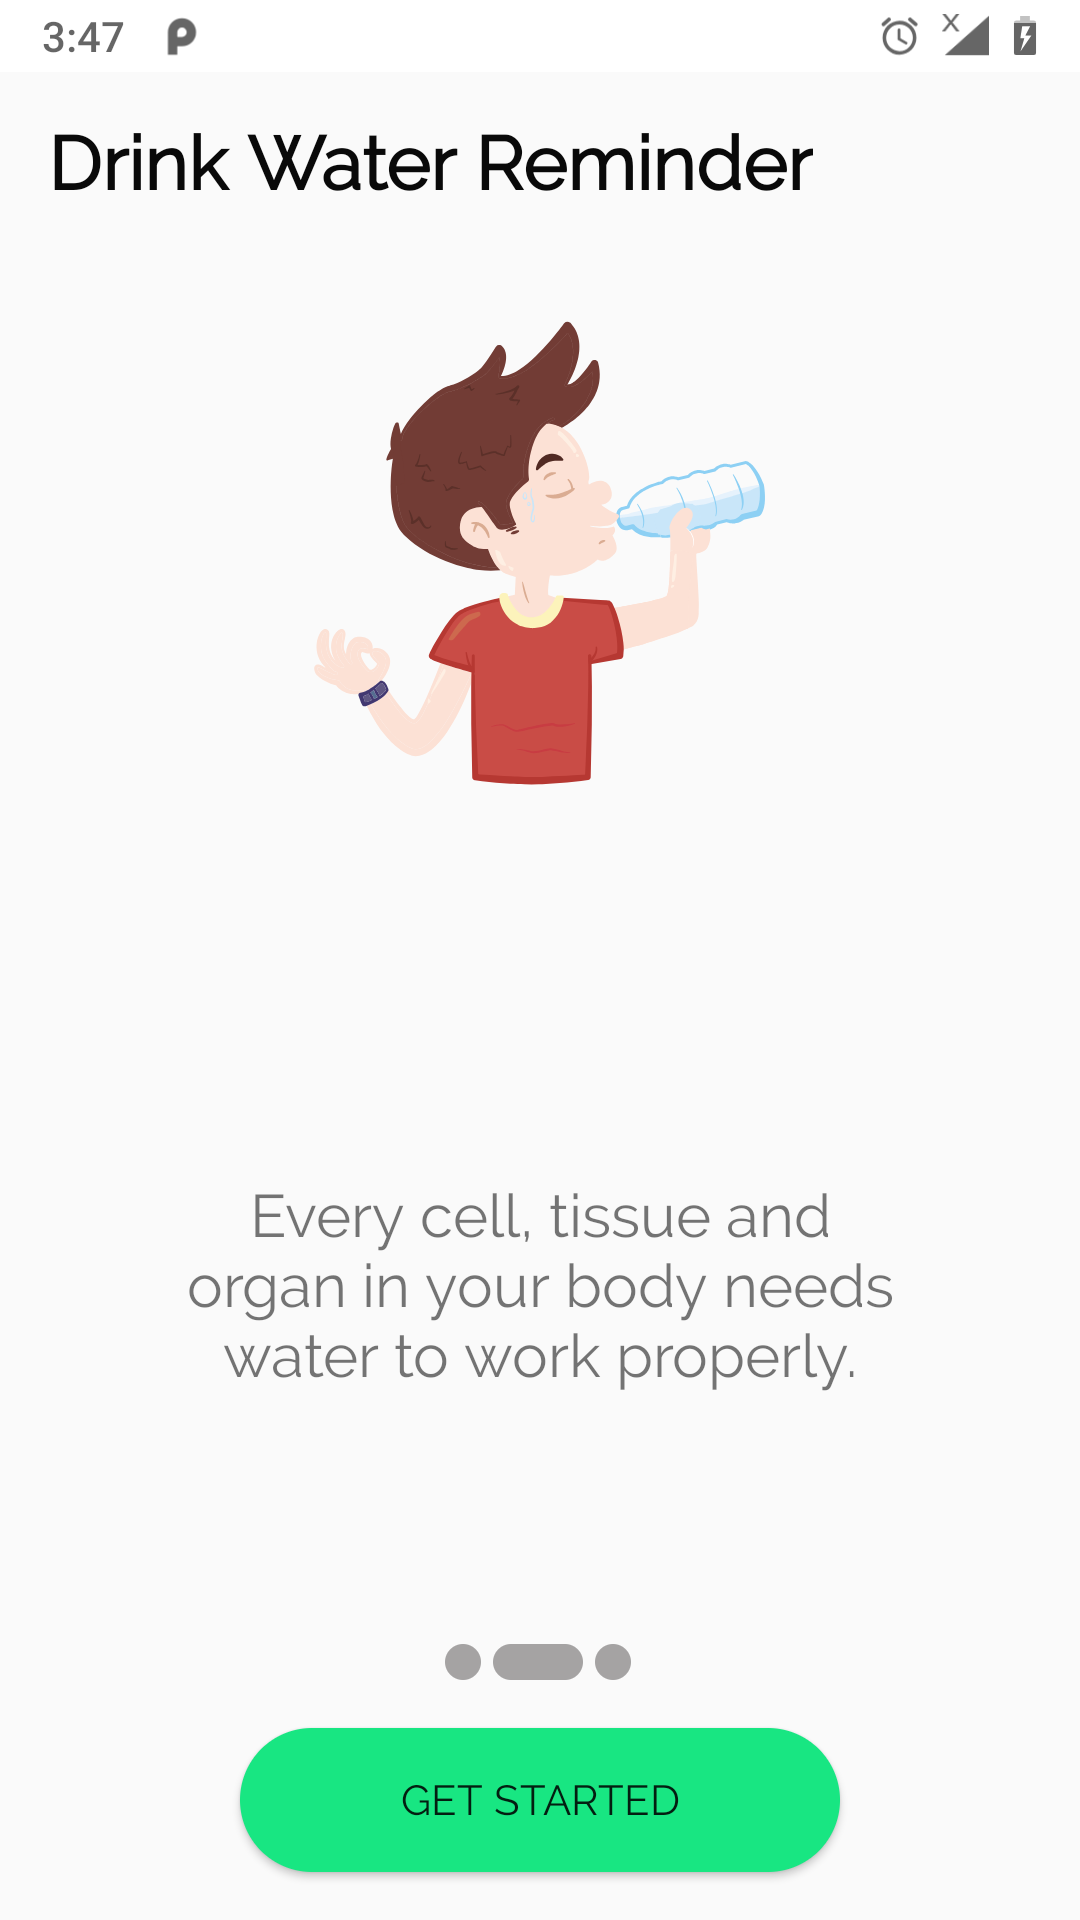 3:47
Drink Water Reminder
Every cell, tissue and
organ in your body needs
water to work properly.
GET STARTED